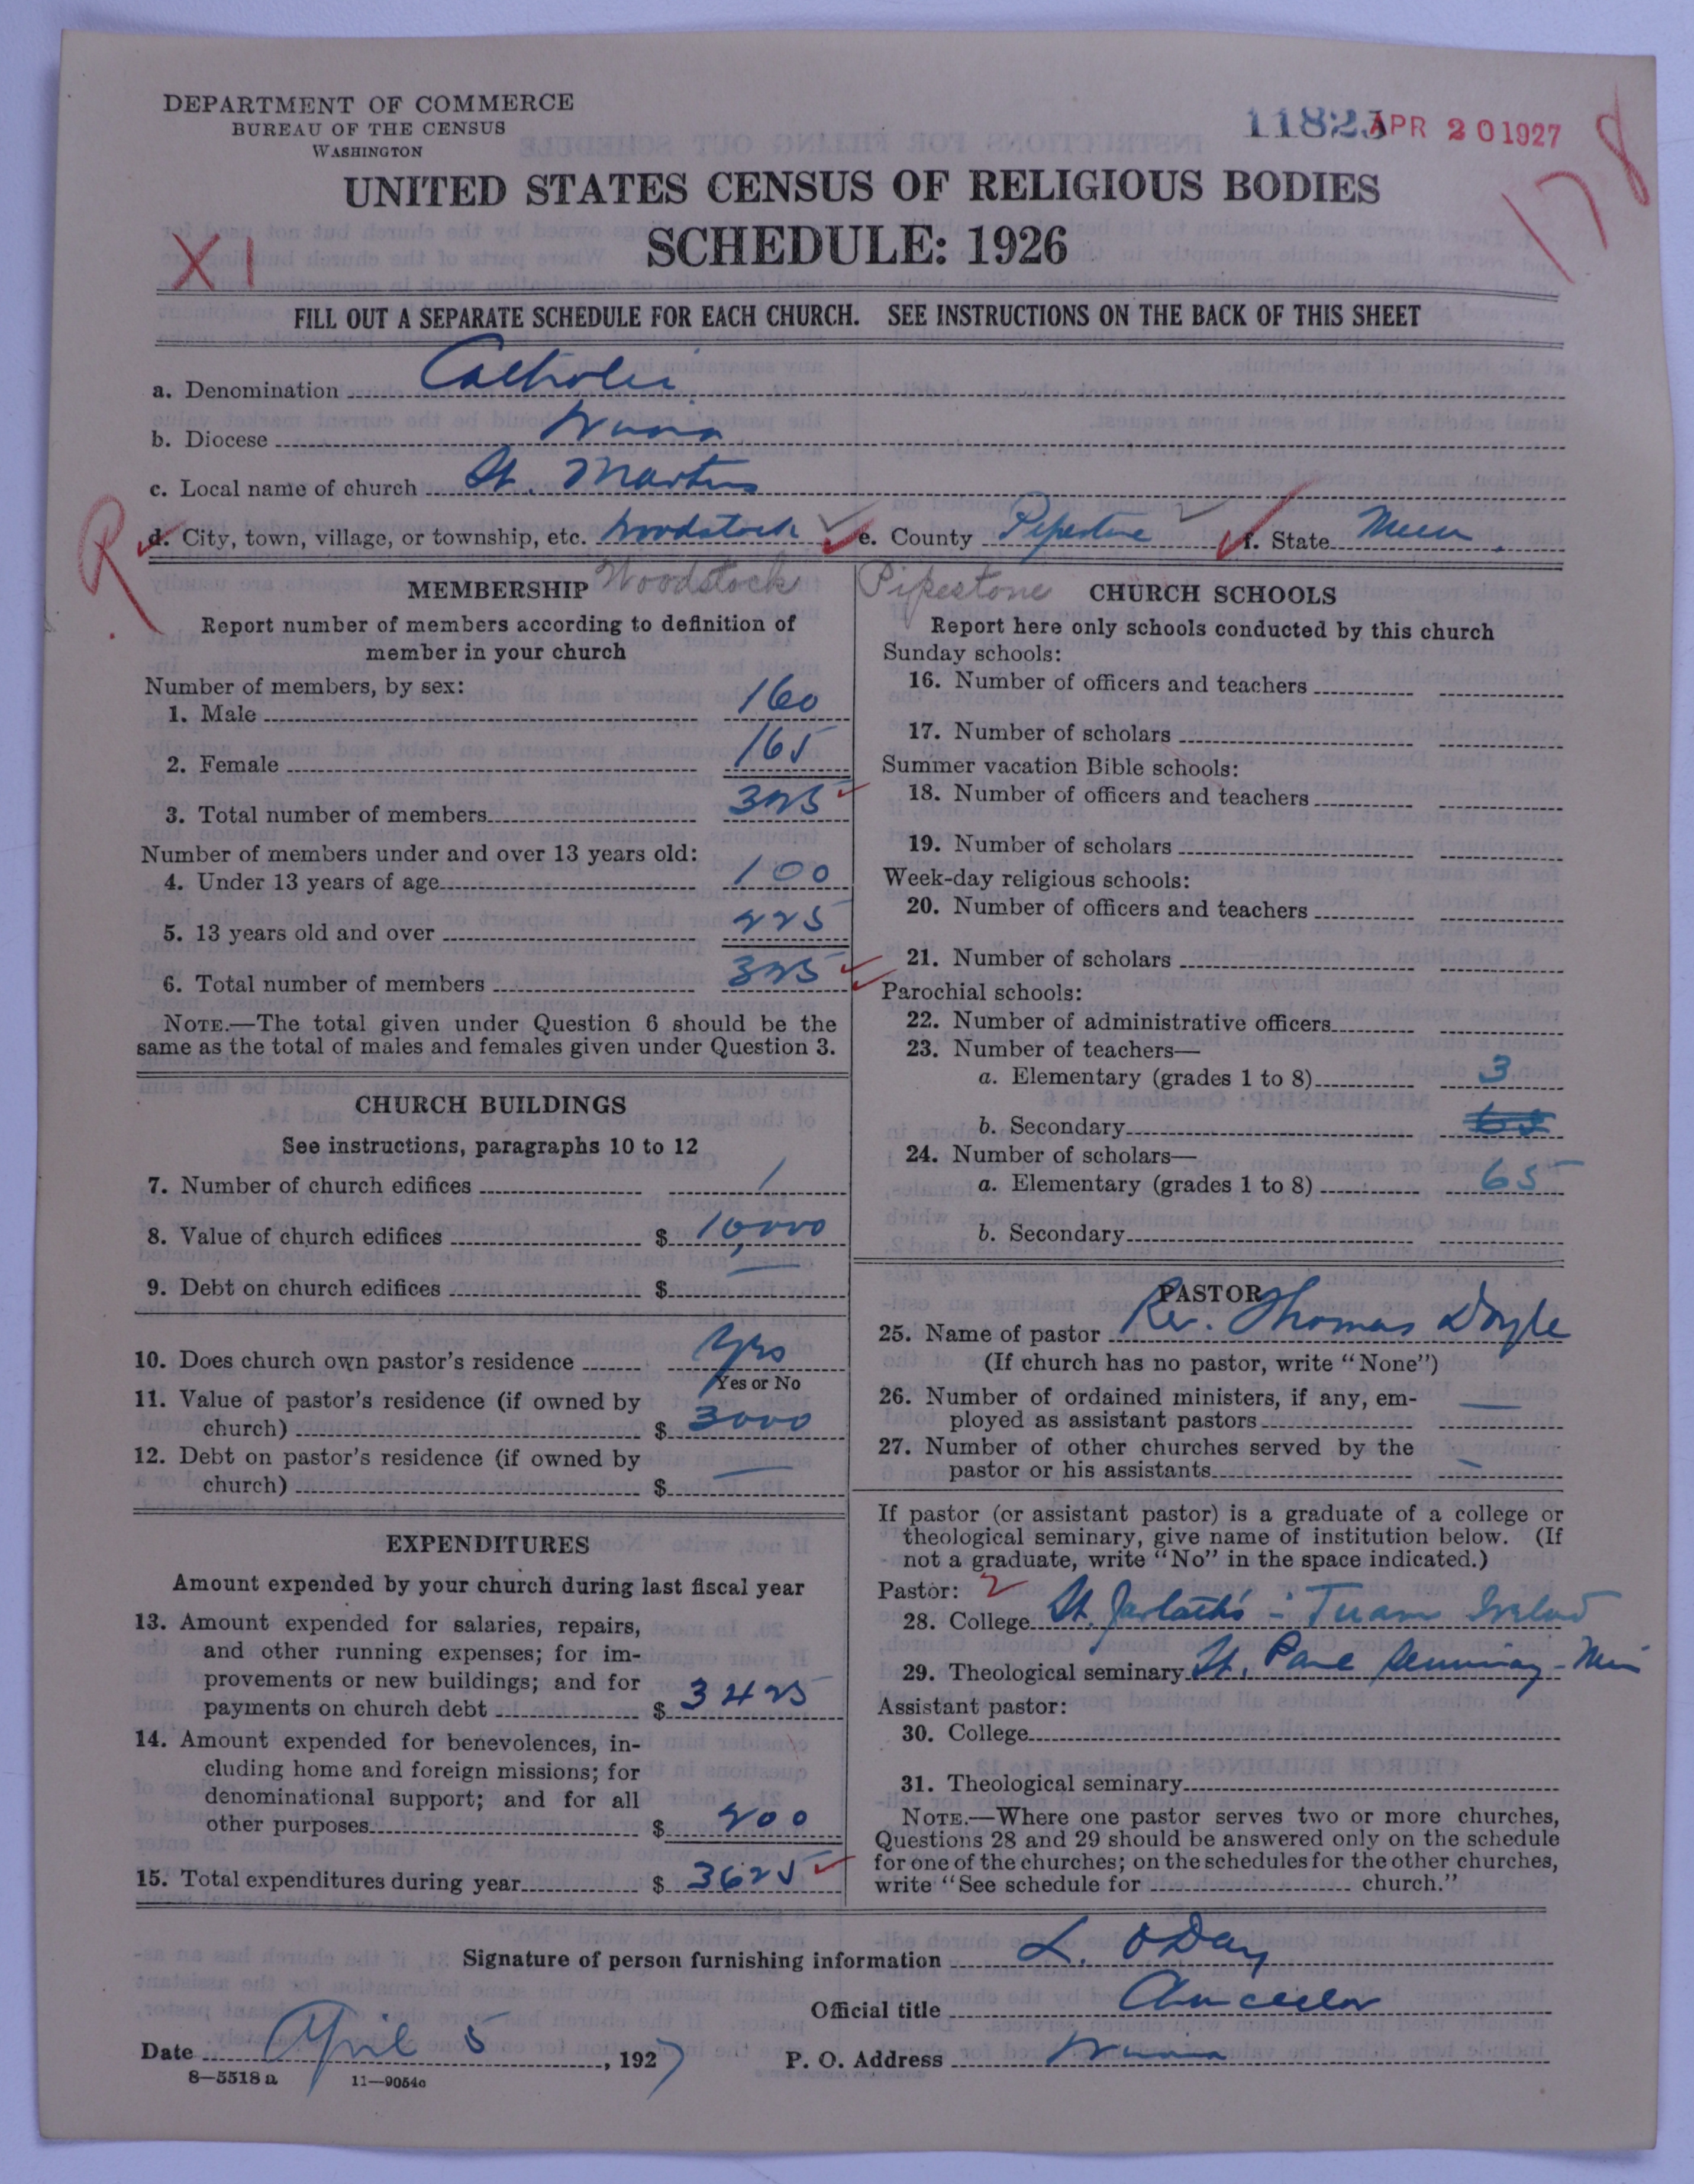 DEPARTMENT OF COMMERCE
BUREAU OF THE CENSUS
WASHINGTON
11823 APR 20 1927
178
UNITED STATES CENSUS OF RELIGIOUS BODIES
SCHEDULE: 1926
XI
FILL OUT A SEPARATE SCHEDULE FOR EACH CHURCH. SEE INSTRUCTIONS ON THE BACK OF THIS SHEET
a. Denomination Catholic
b. Diocese Winona
c. Local name of church St. Martins
R
d. City, town, village, or township, etc. Woodstock e. County Pipestone f. State Minn.
Woodstock Pipestone
MEMBERSHIP
Report number of members according to definition of
member in your church
Number of members, by sex:
1. Male 160
2. Female 165
3. Total number of members 325
Number of members under and over 13 years old:
4. Under 13 years of age 100
5. 13 years old and over 225
6. Total number of members 325
NOTE.—The total given under Question 6 should be the
same as the total of males and females given under Question 3.
CHURCH BUILDINGS
See instructions, paragraphs 10 to 12
7. Number of church edifices 1
8. Value of church edifices $ 10,000
9. Debt on church edifices $ —
10. Does church own pastor's residence Yes
Yes or No
11. Value of pastor's residence (if owned by
church) $ 3000
12. Debt on pastor's residence (if owned by
church) $ —
EXPENDITURES
Amount expended by your church during last fiscal year
13. Amount expended for salaries, repairs,
and other running expenses; for im-
provements or new buildings; and for
payments on church debt $ 3425
14. Amount expended for benevolences, in-
cluding home and foreign missions; for
denominational support; and for all
other purposes $ 200
15. Total expenditures during year $ 3625
CHURCH SCHOOLS
Report here only schools conducted by this church
Sunday schools:
16. Number of officers and teachers
17. Number of scholars
Summer vacation Bible schools:
18. Number of officers and teachers
19. Number of scholars
Week-day religious schools:
20. Number of officers and teachers
21. Number of scholars
Parochial schools:
22. Number of administrative officers
23. Number of teachers—
a. Elementary (grades 1 to 8) 3
b. Secondary 65
24. Number of scholars—
a. Elementary (grades 1 to 8) 65
b. Secondary
PASTOR
25. Name of pastor Rev. Thomas Doyle
(If church has no pastor, write "None")
26. Number of ordained ministers, if any, em-
ployed as assistant pastors —
27. Number of other churches served by the
pastor or his assistants —
If pastor (or assistant pastor) is a graduate of a college or
theological seminary, give name of institution below. (If
not a graduate, write "No" in the space indicated.)
Pastor: 2
28. College St. Jarlath's - Tuam Ireland
29. Theological seminary St. Paul Seminary - Min
Assistant pastor:
30. College
31. Theological seminary
NOTE.—Where one pastor serves two or more churches,
Questions 28 and 29 should be answered only on the schedule
for one of the churches; on the schedules for the other churches,
write "See schedule for church."
Signature of person furnishing information L. O'Day
Official title Chancellor
Date April 5, 1927 P. O. Address Winona
8—5518a 11—9054c